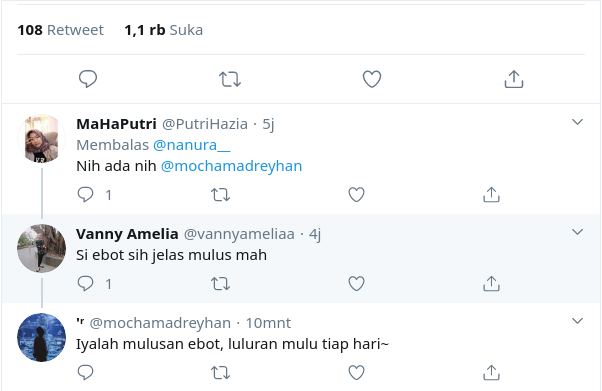 108 Retweet 1,1 rb Suka
MaHaPutri @PutriHazia · 5j
Membalas @nanura__
Nih ada nih @mochamadreyhan
1
Vanny Amelia @vannyameliaa · 4j
Si ebot sih jelas mulus mah
1
'ʳ @mochamadreyhan · 10mnt
Iyalah mulusan ebot, luluran mulu tiap hari~